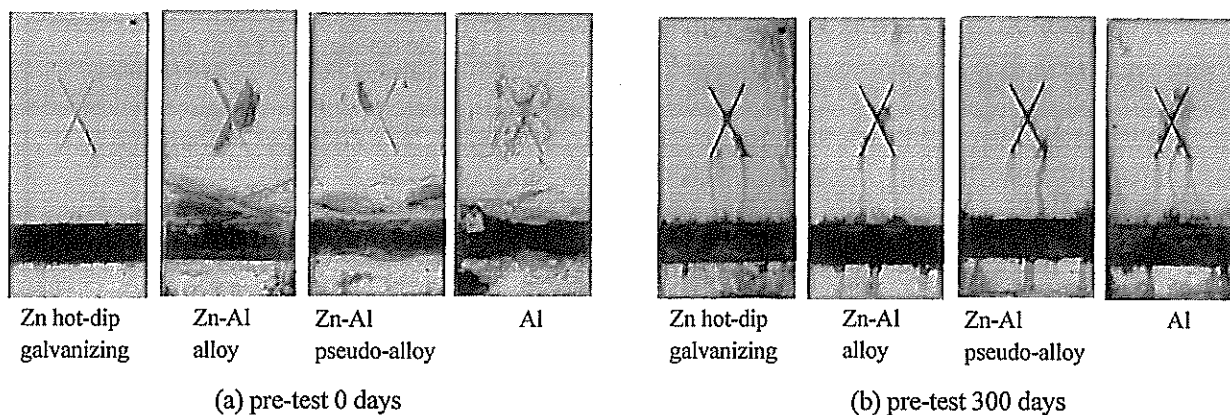 Zn hot-dip
galvanizing
Zn-Al
alloy
Zn-Al
pseudo-alloy
Al
(a) pre-test 0 days
Zn hot-dip
galvanizing
Zn-Al
alloy
Zn-Al
pseudo-alloy
Al
(b) pre-test 300 days